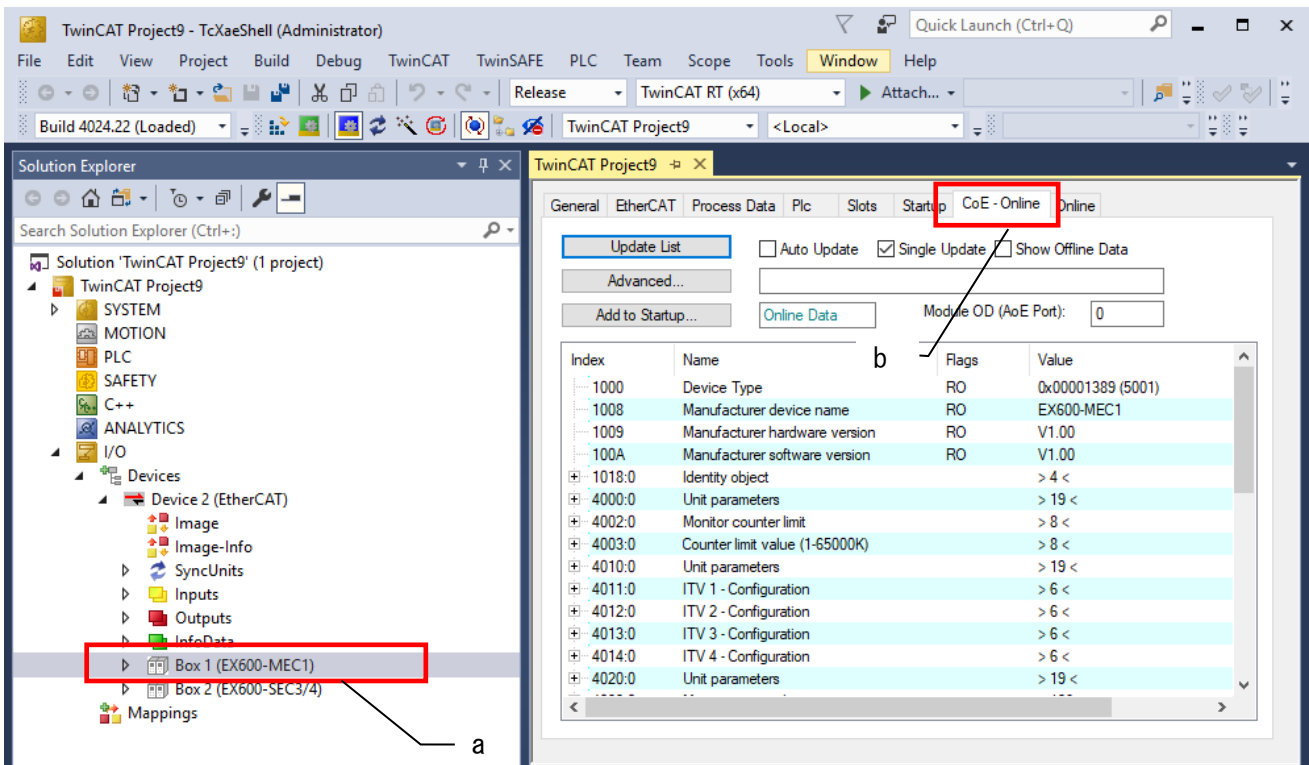 TwinCAT Project9 - TcXaeShell (Administrator)
Quick Launch (Ctrl+Q)
File Edit View Project Build Debug TwinCAT TwinSAFE PLC Team Scope Tools Window Help
Release TwinCAT RT (x64) Attach...
Build 4024.22 (Loaded) TwinCAT Project9 <Local>
Solution Explorer
Search Solution Explorer (Ctrl+:)
Solution 'TwinCAT Project9' (1 project)
TwinCAT Project9
SYSTEM
MOTION
PLC
SAFETY
C++
ANALYTICS
I/O
Devices
Device 2 (EtherCAT)
Image
Image-Info
SyncUnits
Inputs
Outputs
InfoData
Box 1 (EX600-MEC1)
Box 2 (EX600-SEC3/4)
Mappings
a
TwinCAT Project9
General EtherCAT Process Data Plc Slots Startup CoE - Online Online
Update List Auto Update Single Update Show Offline Data
Advanced...
Add to Startup... Online Data Module OD (AoE Port): 0
b
Index Name Flags Value
1000 Device Type RO 0x00001389 (5001)
1008 Manufacturer device name RO EX600-MEC1
1009 Manufacturer hardware version RO V1.00
100A Manufacturer software version RO V1.00
1018:0 Identity object > 4 <
4000:0 Unit parameters > 19 <
4002:0 Monitor counter limit > 8 <
4003:0 Counter limit value (1-65000K) > 8 <
4010:0 Unit parameters > 19 <
4011:0 ITV 1 - Configuration > 6 <
4012:0 ITV 2 - Configuration > 6 <
4013:0 ITV 3 - Configuration > 6 <
4014:0 ITV 4 - Configuration > 6 <
4020:0 Unit parameters > 19 <